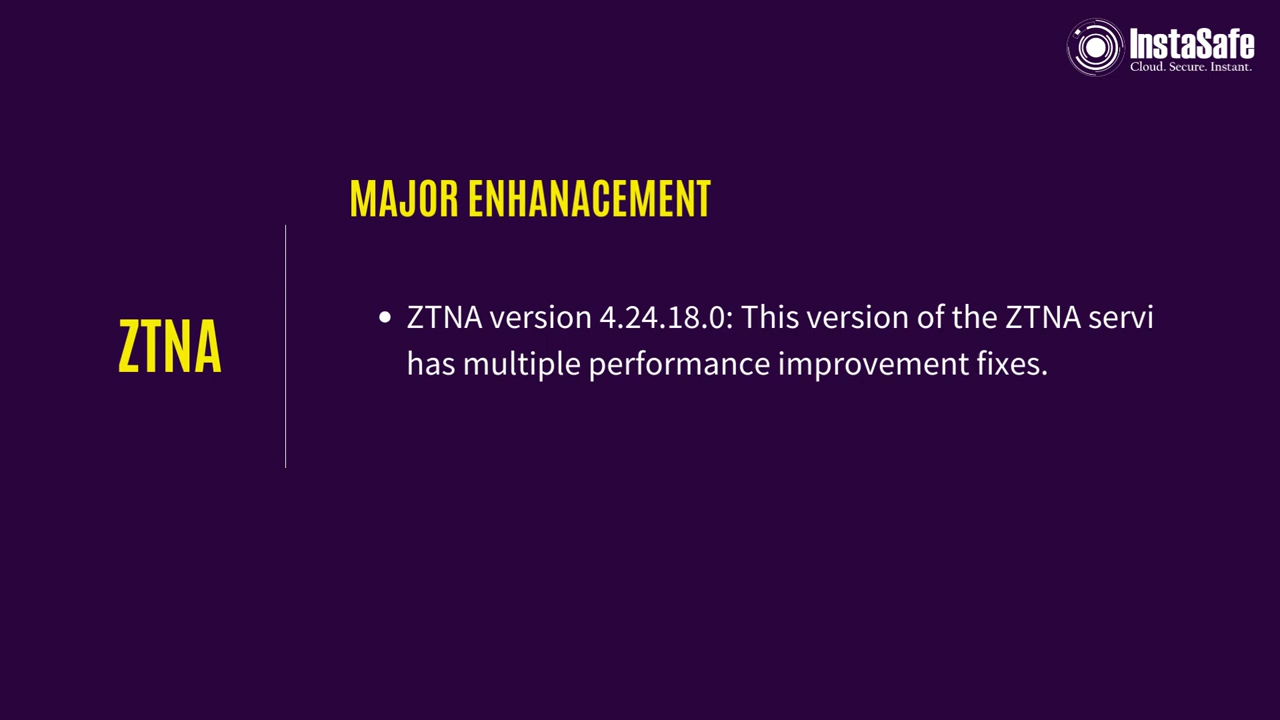 InstaSafe
Cloud. Secure. Instant.
MAJOR ENHANACEMENT
ZTNA
• ZTNA version 4.24.18.0: This version of the ZTNA servi
has multiple performance improvement fixes.